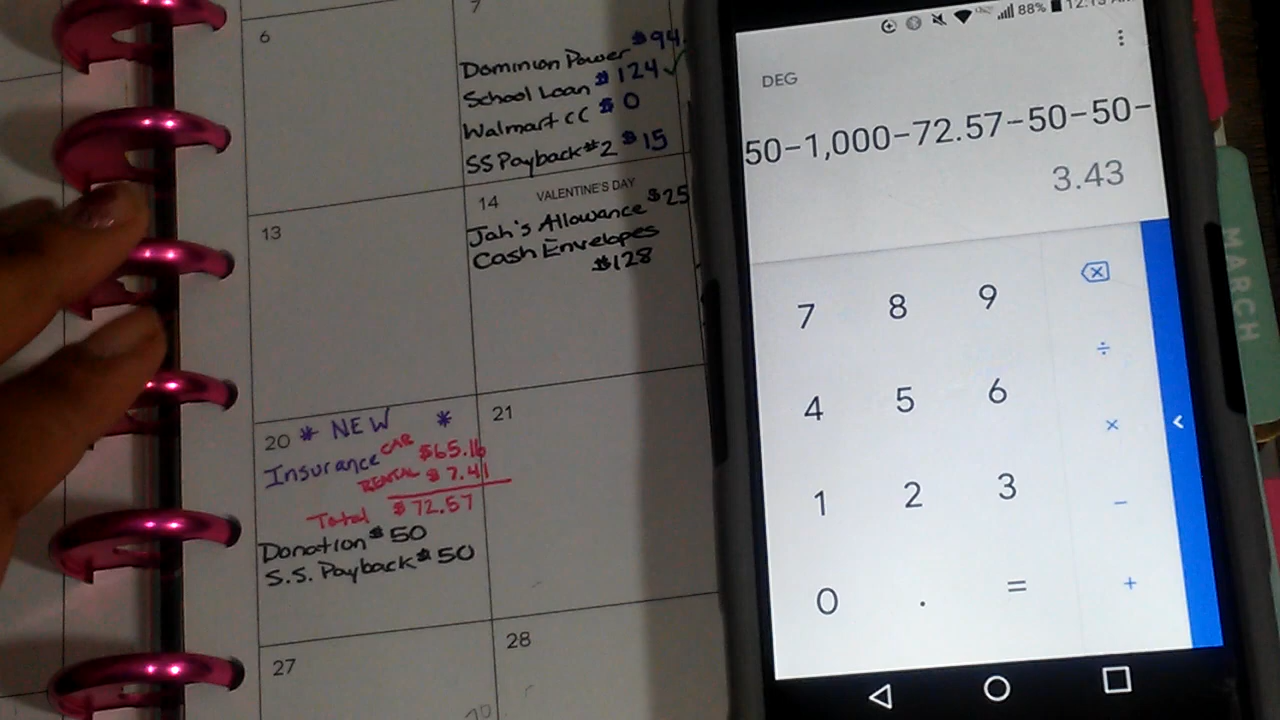 6
7
Dominion Power $94
School Loan $124 ✓
Walmart CC $0
SS Payback #2 $15
13
14 VALENTINE'S DAY
Jah's Allowance $25
Cash Envelopes
$128
20 * NEW *
Insurance CAR $65.16
RENTAL $7.41
Total $72.57
Donation $50
S.S. Payback $50
21
27
28
88% 12:15
DEG
50−1,000−72.57−50−50−
3.43
7 8 9
÷
4 5 6 ×
1 2 3 −
0 . = +
<
MARCH